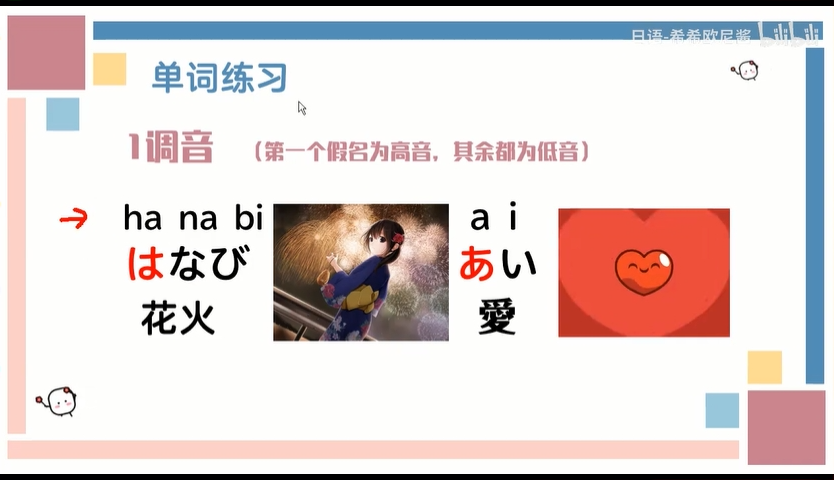 日语-希希欧尼酱 bilibili
单词练习
1调音 （第一个假名为高音，其余都为低音）
ha na bi
はなび
花火
a i
あい
愛